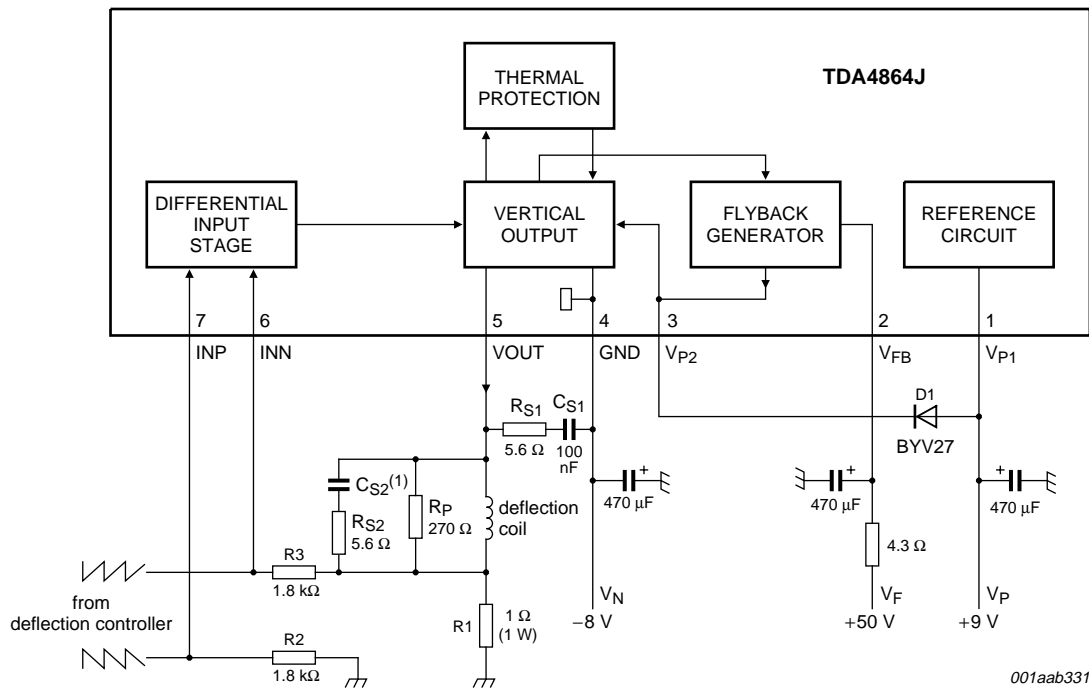 TDA4864J
THERMAL
PROTECTION
DIFFERENTIAL
INPUT
STAGE
VERTICAL
OUTPUT
FLYBACK
GENERATOR
REFERENCE
CIRCUIT
7
6
5
4
3
2
1
INP
INN
VOUT
GND
VP2
VFB
VP1
D1
BYV27
RS1
5.6 Ω
CS1
100
nF
470 μF
+
470 μF
+
470 μF
+
CS2(1)
RS2
5.6 Ω
RP
270 Ω
deflection
coil
4.3 Ω
R3
1.8 kΩ
from
deflection controller
R1
1 Ω
(1 W)
VN
−8 V
VF
+50 V
VP
+9 V
R2
1.8 kΩ
001aab331